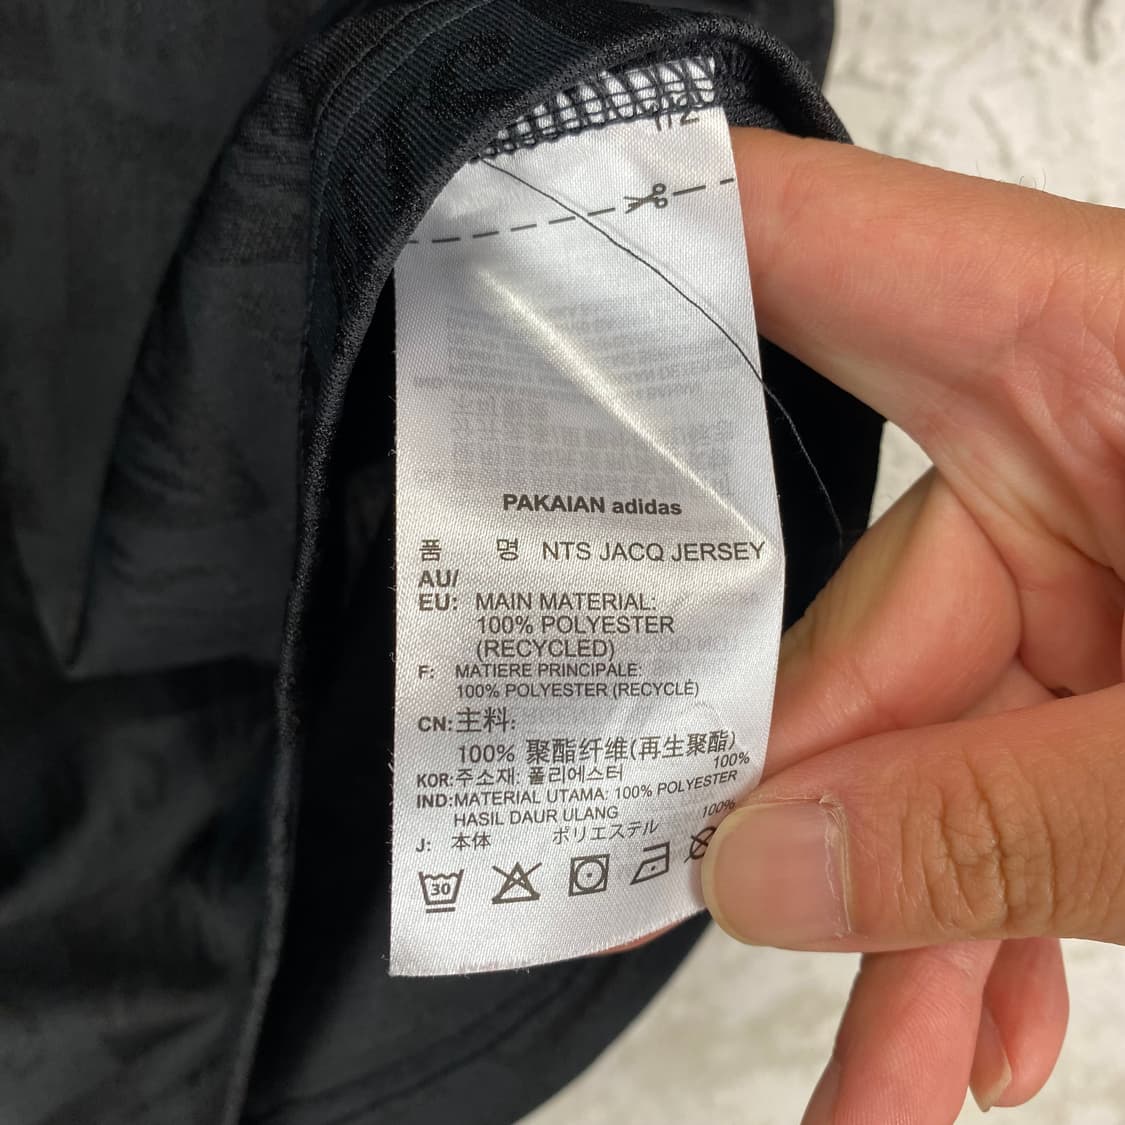 PAKAIAN adidas
품 명 NTS JACQ JERSEY
AU/
EU: MAIN MATERIAL:
100% POLYESTER
(RECYCLED)
F: MATIERE PRINCIPALE:
100% POLYESTER (RECYCLÉ)
CN: 主料:
100% 聚酯纤维(再生聚酯)
KOR: 주소재: 폴리에스터 100%
IND: MATERIAL UTAMA: 100% POLYESTER
HASIL DAUR ULANG
J: 本体 ポリエステル 100%
30